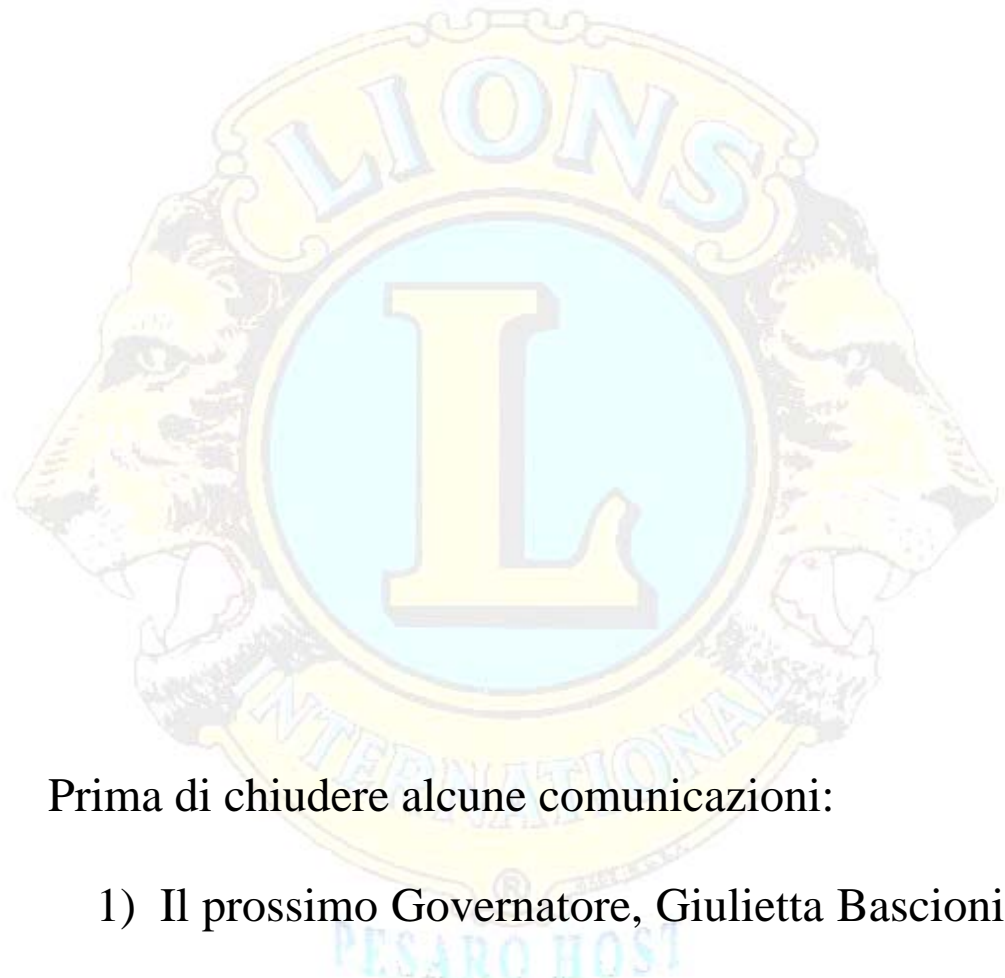 LIONS
L
INTERNATIONAL
Prima di chiudere alcune comunicazioni:
®
1) Il prossimo Governatore, Giulietta Bascioni
PESARO HOST